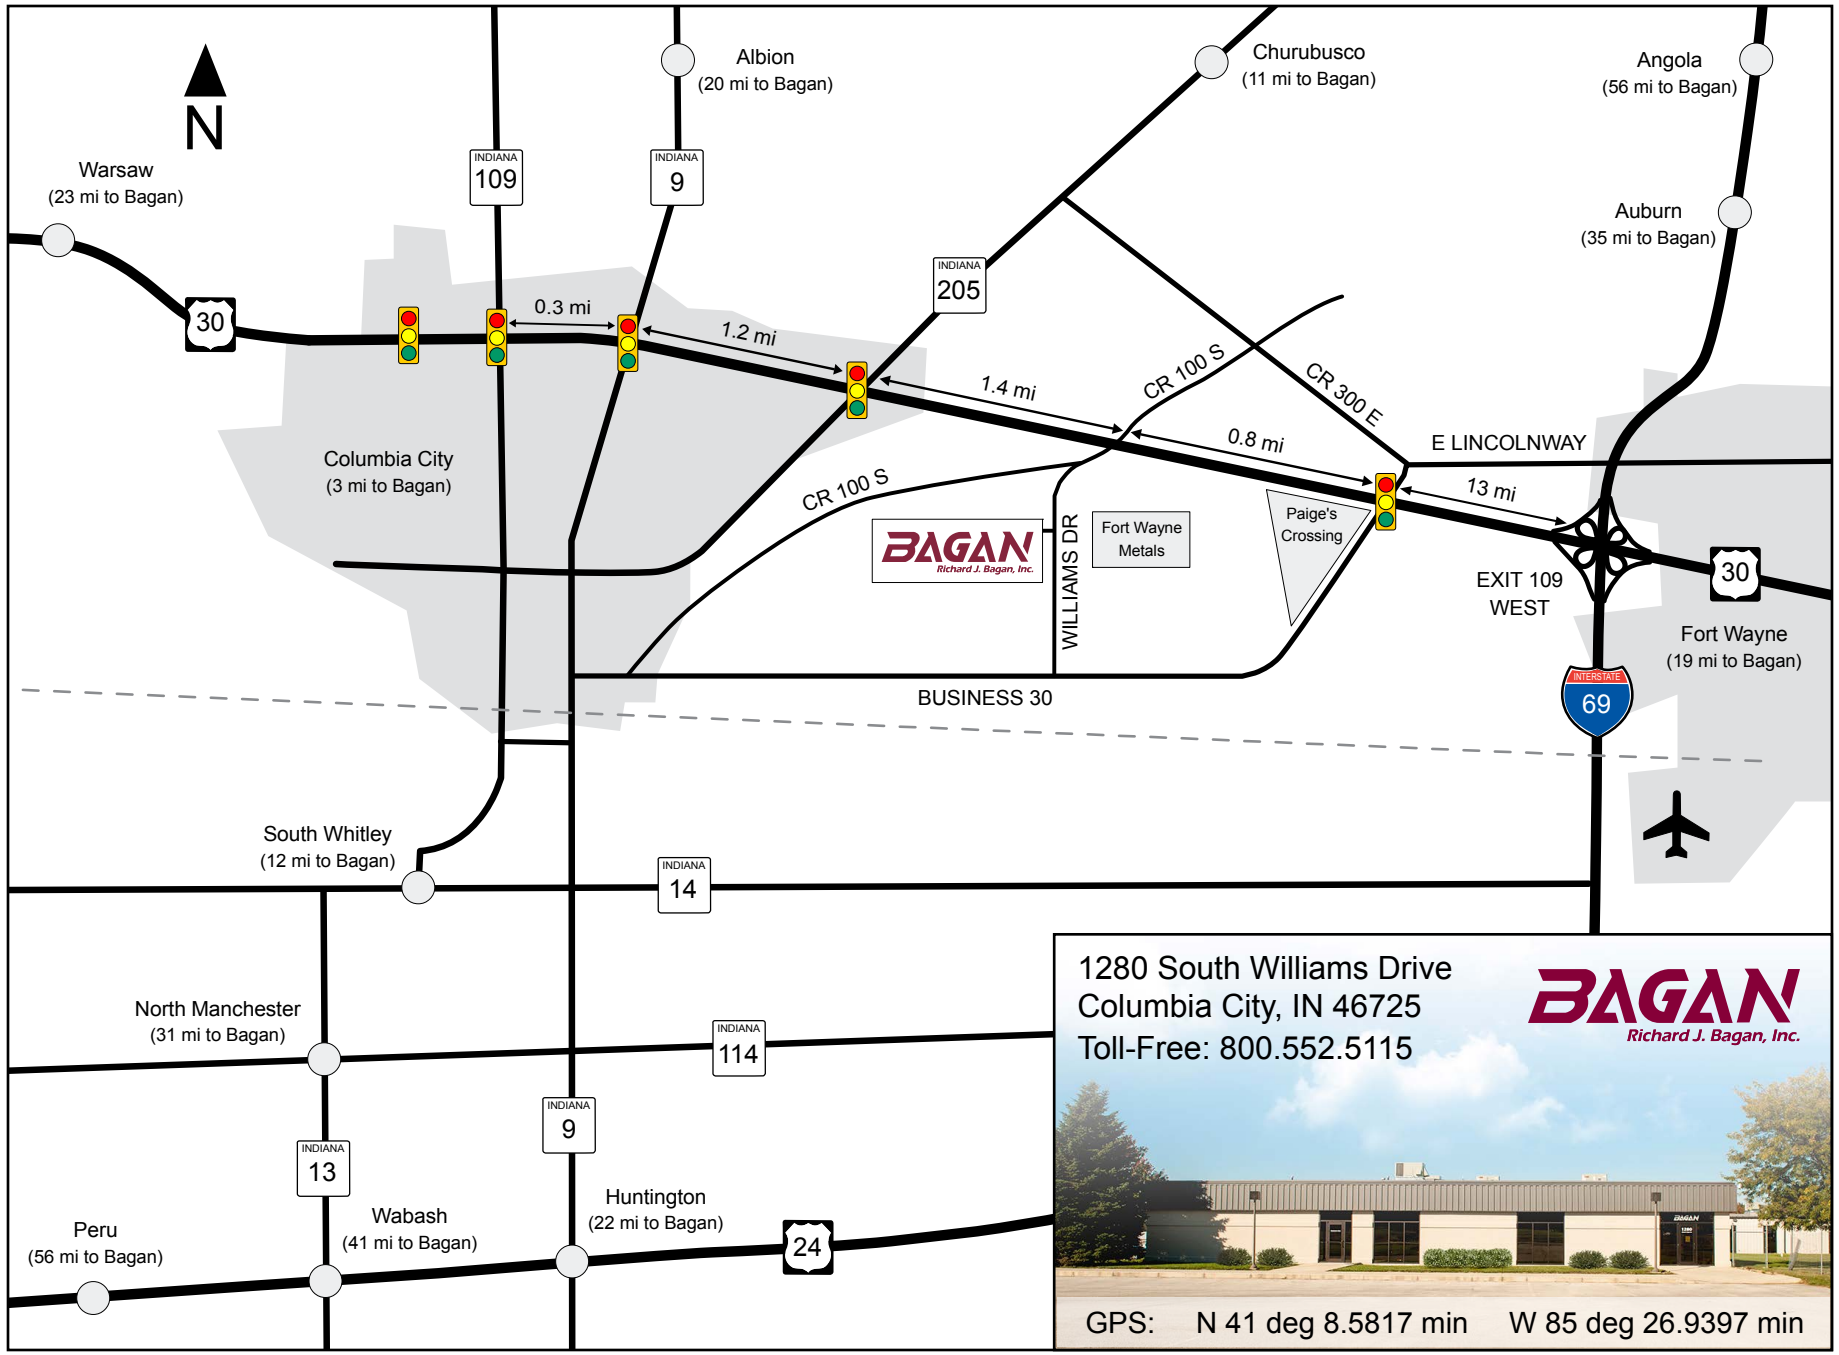 Albion
(20 mi to Bagan)
Churubusco
(11 mi to Bagan)
Angola
(56 mi to Bagan)
N
Warsaw
(23 mi to Bagan)
INDIANA
109
INDIANA
9
Auburn
(35 mi to Bagan)
INDIANA
205
30
0.3 mi
1.2 mi
1.4 mi
CR 100 S
CR 300 E
0.8 mi
E LINCOLNWAY
Columbia City
(3 mi to Bagan)
CR 100 S
13 mi
BAGAN
Richard J. Bagan, Inc.
WILLIAMS DR
Fort Wayne
Metals
Paige's
Crossing
EXIT 109
WEST
30
Fort Wayne
(19 mi to Bagan)
INTERSTATE
69
BUSINESS 30
South Whitley
(12 mi to Bagan)
INDIANA
14
North Manchester
(31 mi to Bagan)
INDIANA
114
INDIANA
9
INDIANA
13
Peru
(56 mi to Bagan)
Wabash
(41 mi to Bagan)
Huntington
(22 mi to Bagan)
24
1280 South Williams Drive
Columbia City, IN 46725
Toll-Free: 800.552.5115
BAGAN
Richard J. Bagan, Inc.
BAGAN
1280
GPS: N 41 deg 8.5817 min W 85 deg 26.9397 min